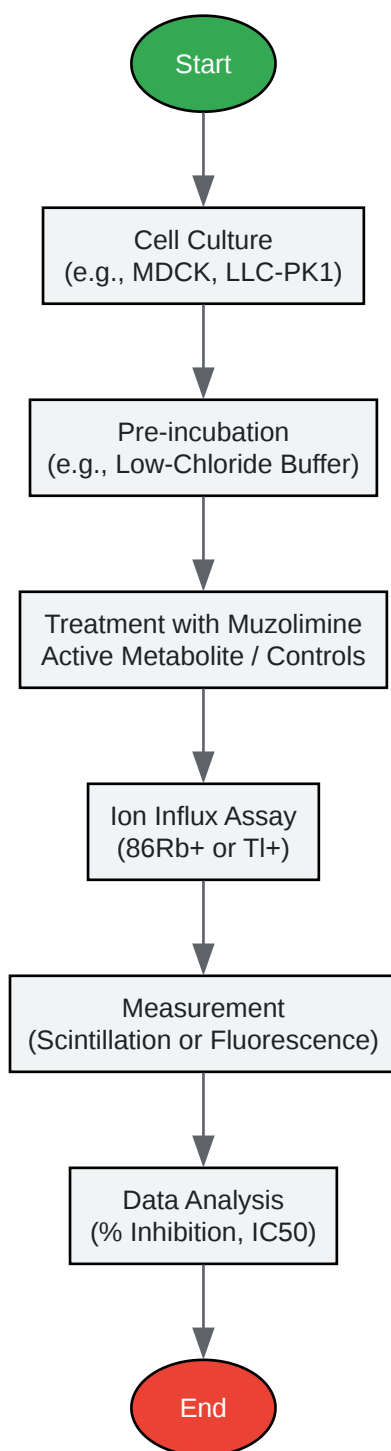 Start
Cell Culture
(e.g., MDCK, LLC-PK1)
Pre-incubation
(e.g., Low-Chloride Buffer)
Treatment with Muzolimine
Active Metabolite / Controls
Ion Influx Assay
(86Rb+ or Tl+)
Measurement
(Scintillation or Fluorescence)
Data Analysis
(% Inhibition, IC50)
End